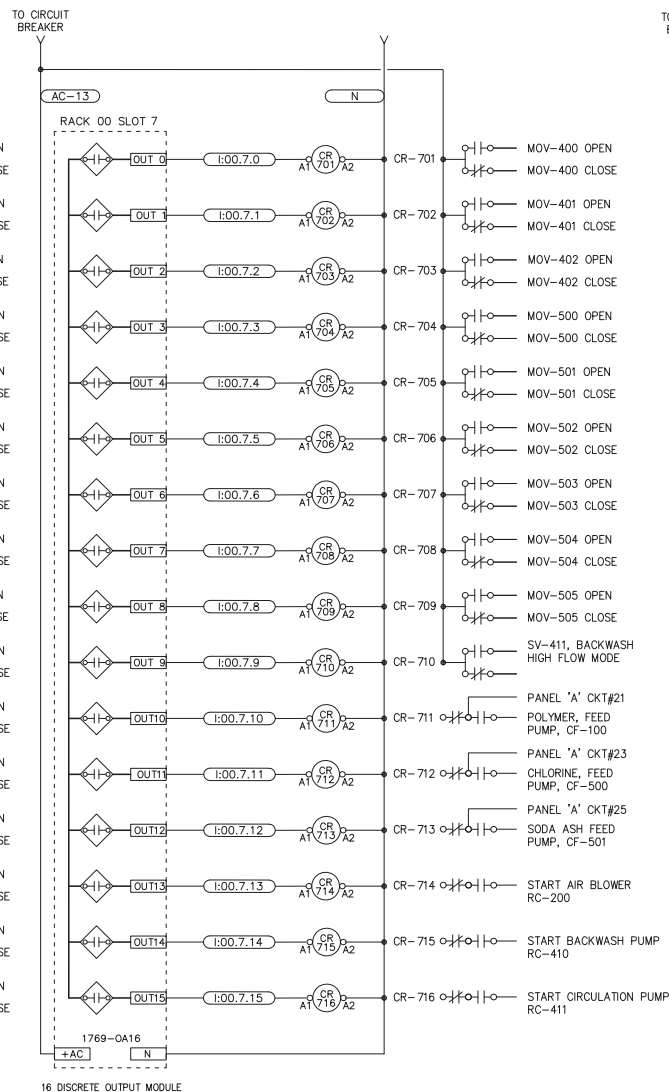 TO CIRCUIT
BREAKER
AC-13
N
RACK 00 SLOT 7
OUT 0 I:00.7.0 A1 CR 701 A2 CR-701 MOV-400 OPEN
MOV-400 CLOSE
OUT 1 I:00.7.1 A1 CR 702 A2 CR-702 MOV-401 OPEN
MOV-401 CLOSE
OUT 2 I:00.7.2 A1 CR 703 A2 CR-703 MOV-402 OPEN
MOV-402 CLOSE
OUT 3 I:00.7.3 A1 CR 704 A2 CR-704 MOV-500 OPEN
MOV-500 CLOSE
OUT 4 I:00.7.4 A1 CR 705 A2 CR-705 MOV-501 OPEN
MOV-501 CLOSE
OUT 5 I:00.7.5 A1 CR 706 A2 CR-706 MOV-502 OPEN
MOV-502 CLOSE
OUT 6 I:00.7.6 A1 CR 707 A2 CR-707 MOV-503 OPEN
MOV-503 CLOSE
OUT 7 I:00.7.7 A1 CR 708 A2 CR-708 MOV-504 OPEN
MOV-504 CLOSE
OUT 8 I:00.7.8 A1 CR 709 A2 CR-709 MOV-505 OPEN
MOV-505 CLOSE
OUT 9 I:00.7.9 A1 CR 710 A2 CR-710 SV-411, BACKWASH
HIGH FLOW MODE
PANEL 'A' CKT#21
OUT10 I:00.7.10 A1 CR 711 A2 CR-711 POLYMER, FEED
PUMP, CF-100
PANEL 'A' CKT#23
OUT11 I:00.7.11 A1 CR 712 A2 CR-712 CHLORINE, FEED
PUMP, CF-500
PANEL 'A' CKT#25
OUT12 I:00.7.12 A1 CR 713 A2 CR-713 SODA ASH FEED
PUMP, CF-501
OUT13 I:00.7.13 A1 CR 714 A2 CR-714 START AIR BLOWER
RC-200
OUT14 I:00.7.14 A1 CR 715 A2 CR-715 START BACKWASH PUMP
RC-410
OUT15 I:00.7.15 A1 CR 716 A2 CR-716 START CIRCULATION PUMP
RC-411
1769-OA16
+AC N
16 DISCRETE OUTPUT MODULE